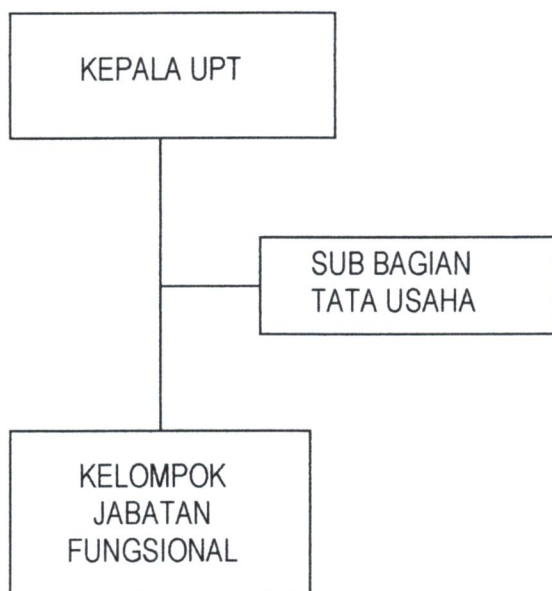 KEPALA UPT
SUB BAGIAN
TATA USAHA
KELOMPOK
JABATAN
FUNGSIONAL